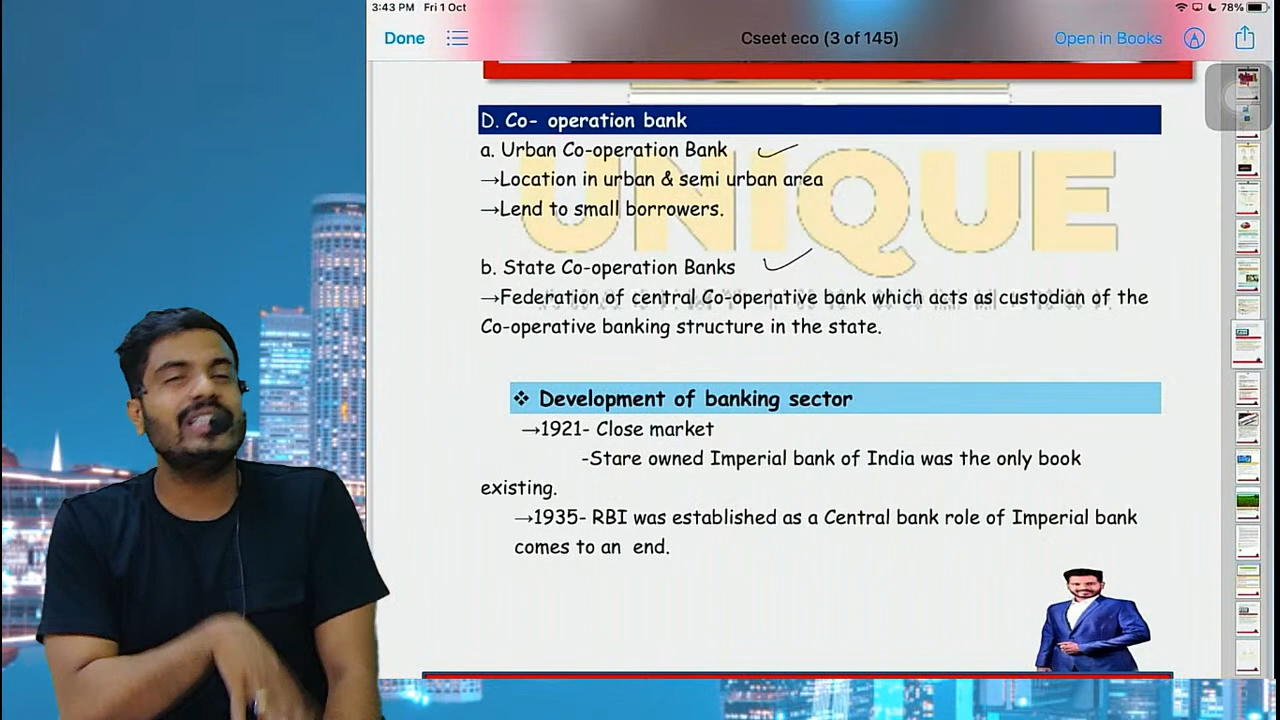 3:43 PM Fri 1 Oct
78%
Done
Cseet eco (3 of 145)
Open in Books
UNIQUE
D. Co- operation bank
a. Urban Co-operation Bank
→Location in urban & semi urban area
→Lend to small borrowers.
b. State Co-operation Banks
→Federation of central Co-operative bank which acts as custodian of the
Co-operative banking structure in the state.
❖ Development of banking sector
→1921- Close market
-Stare owned Imperial bank of India was the only book
existing.
→1935- RBI was established as a Central bank role of Imperial bank
comes to an end.